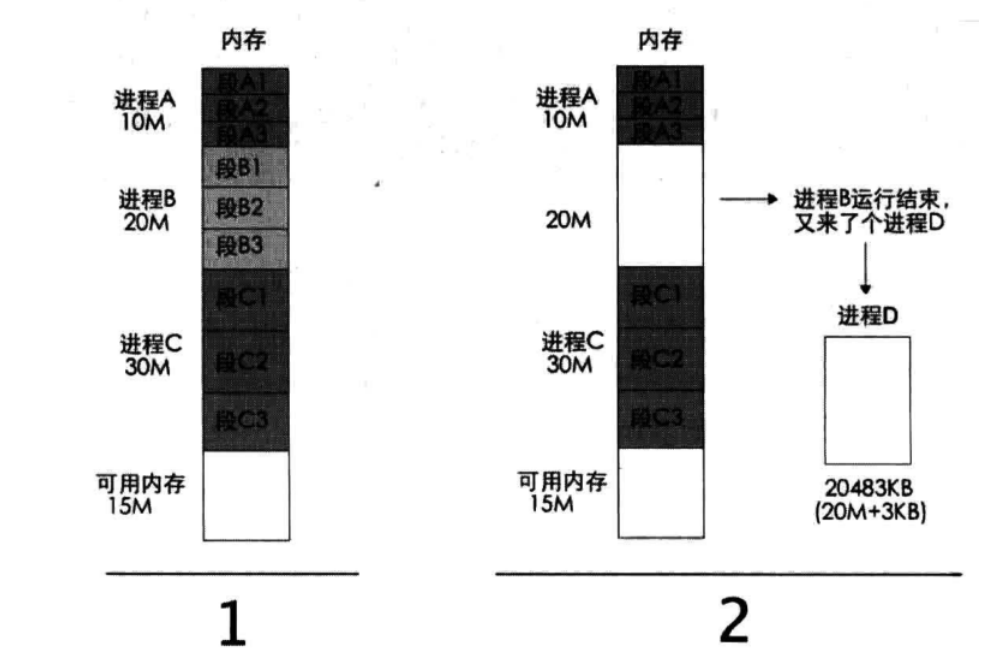 内存
段A1
段A2
段A3
进程A
10M
段B1
段B2
段B3
进程B
20M
段C1
段C2
段C3
进程C
30M
可用内存
15M
1
内存
段A1
段A2
段A3
进程A
10M
20M
进程B运行结束，
又来了个进程D
段C1
段C2
段C3
进程C
30M
进程D
20483KB
(20M+3KB)
可用内存
15M
2